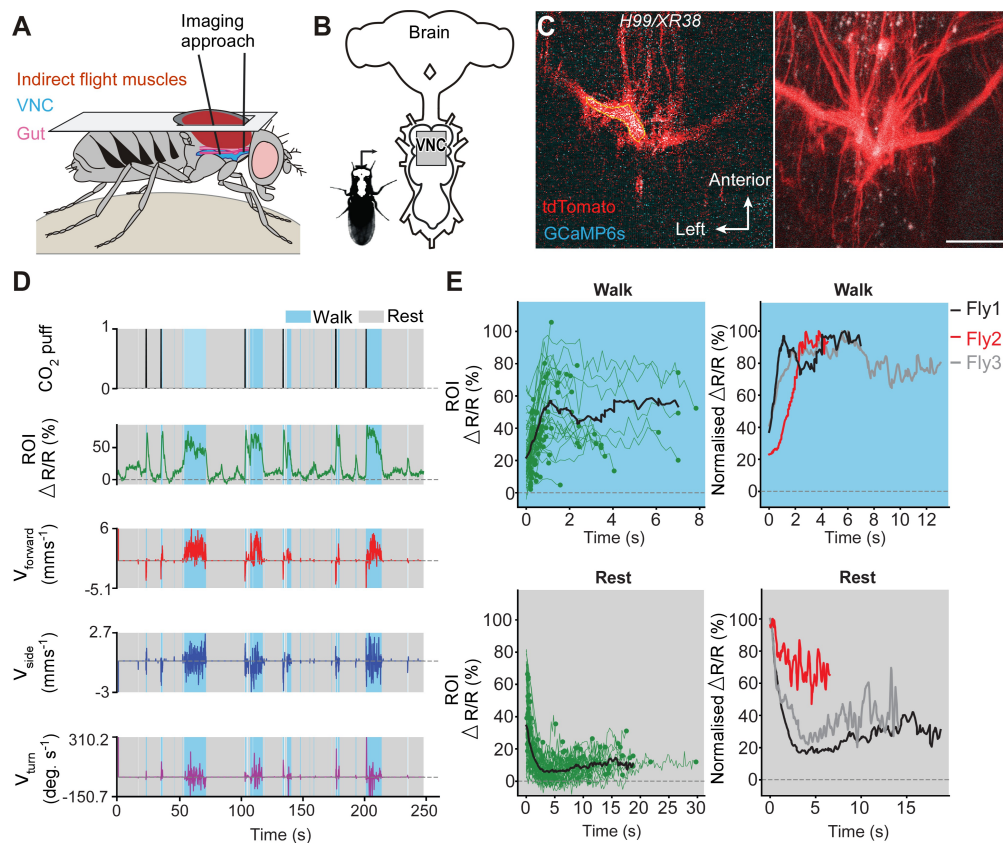 A
Imaging
approach
Indirect flight muscles
VNC
Gut
B
Brain
VNC
C
H99/XR38
tdTomato
GCaMP6s
Anterior
Left
D
Walk
Rest
CO2 puff
1
0
ROI
△R/R (%)
50
0
Vforward
(mms-1)
6
-5.1
Vside
(mms-1)
2.7
-3
Vturn
(deg. s-1)
310.2
-150.7
0 50 100 150 200 250
Time (s)
E
Walk
ROI
△R/R (%)
100
80
60
40
20
0
0 2 4 6 8
Time (s)
Walk
Normalised △R/R (%)
100
80
60
40
20
0
0 2 4 6 8 10 12
Time (s)
Fly1
Fly2
Fly3
Rest
ROI
△R/R (%)
100
80
60
40
20
0
0 5 10 15 20 25 30
Time (s)
Rest
Normalised △R/R (%)
100
80
60
40
20
0
0 5 10 15
Time (s)